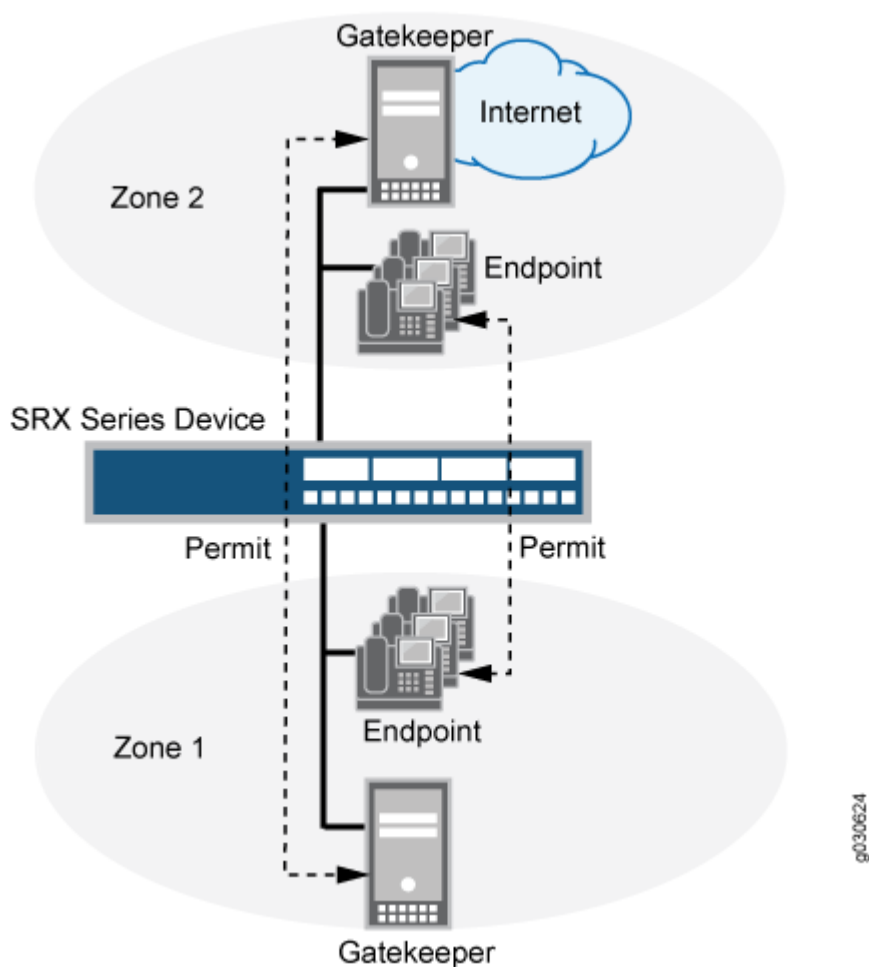 Gatekeeper
Internet
Zone 2
Endpoint
SRX Series Device
Permit
Permit
Endpoint
Zone 1
Gatekeeper
g030624